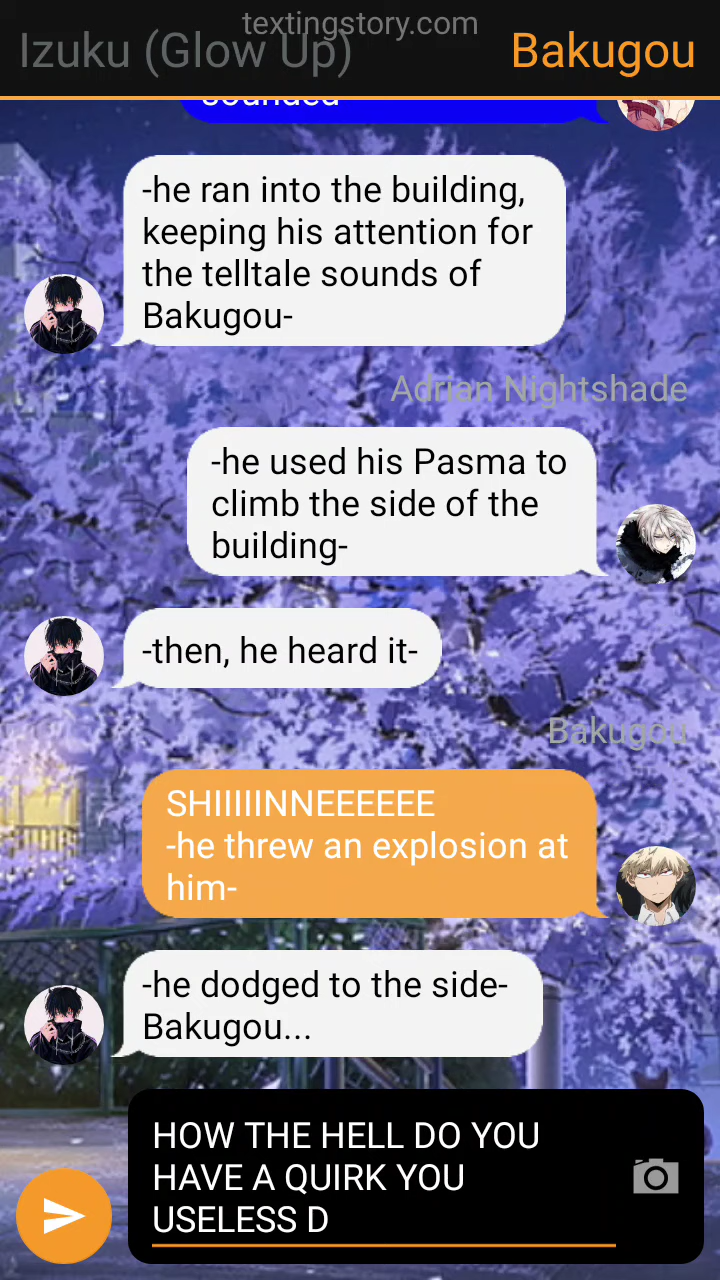 textingstory.com
Izuku (Glow Up)
Bakugou
sounded
-he ran into the building,
keeping his attention for
the telltale sounds of
Bakugou-
Adrian Nightshade
-he used his Pasma to
climb the side of the
building-
-then, he heard it-
Bakugou
SHIIIIINNEEEEEE
-he threw an explosion at
him-
-he dodged to the side-
Bakugou...
HOW THE HELL DO YOU
HAVE A QUIRK YOU
USELESS D